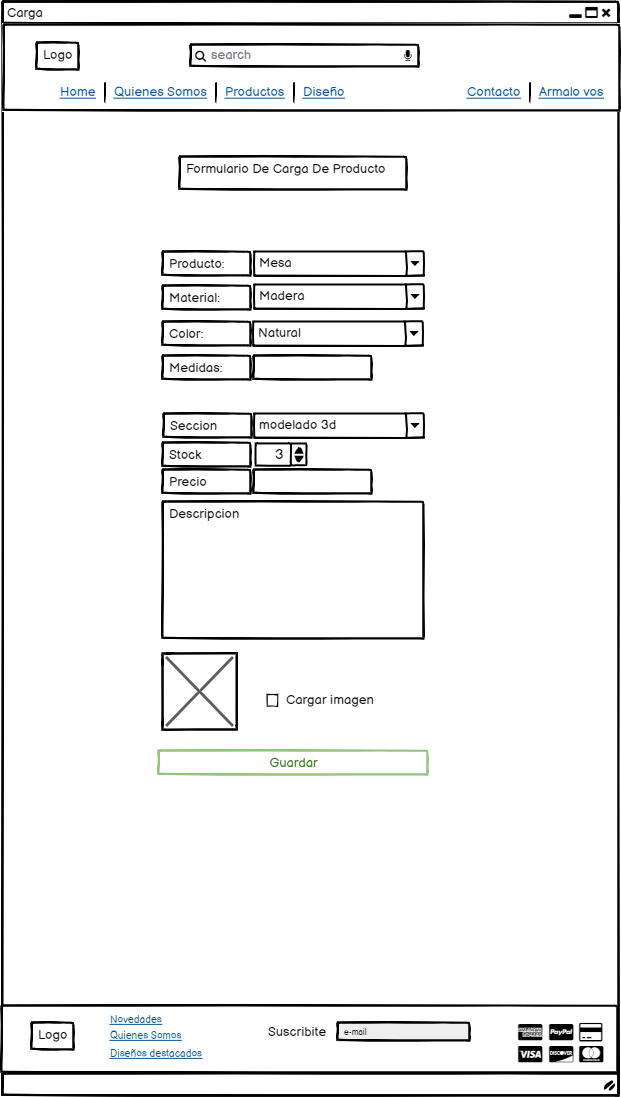 Carga
Logo
search
Home Quienes Somos Productos Diseño Contacto Armalo vos
Formulario De Carga De Producto
Producto: Mesa
Material: Madera
Color: Natural
Medidas:
Seccion modelado 3d
Stock 3
Precio
Descripcion
Cargar imagen
Guardar
Logo
Novedades
Quienes Somos
Diseños destacados
Suscribite e-mail
AMERICAN EXPRESS PayPal
VISA DISCOVER